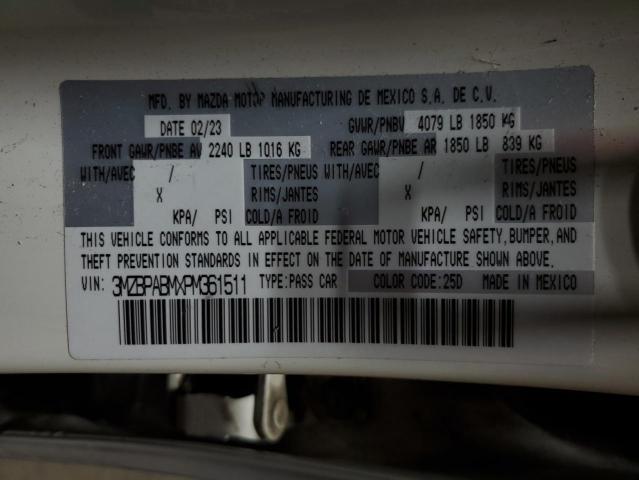 MFD. BY MAZDA MOTOR MANUFACTURING DE MEXICO S.A. DE C.V.
DATE 02/23 GVWR/PNBV 4079 LB 1850 KG
FRONT GAWR/PNBE AV 2240 LB 1016 KG REAR GAWR/PNBE AR 1850 LB 839 KG
WITH/AVEC / TIRES/PNEUS WITH/AVEC / TIRES/PNEUS
X RIMS/JANTES X RIMS/JANTES
KPA/ PSI COLD/A FROID KPA/ PSI COLD/A FROID
THIS VEHICLE CONFORMS TO ALL APPLICABLE FEDERAL MOTOR VEHICLE SAFETY, BUMPER, AND
THEFT PREVENTION STANDARDS IN EFFECT ON THE DATE OF MANUFACTURE SHOWN ABOVE.
VIN: 3MZBPABMXPM361511 TYPE:PASS CAR COLOR CODE:25D MADE IN MEXICO